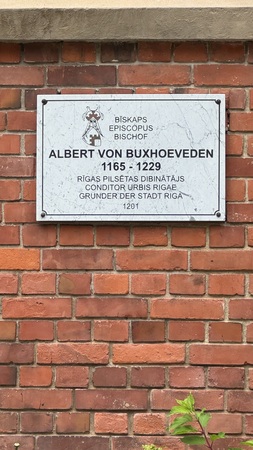 BĪSKAPS
EPISCOPUS
BISCHOF
ALBERT VON BUXHOEVEDEN
1165 - 1229
RĪGAS PILSĒTAS DIBINĀTĀJS
CONDITOR URBIS RIGAE
GRÜNDER DER STADT RIGA
1201